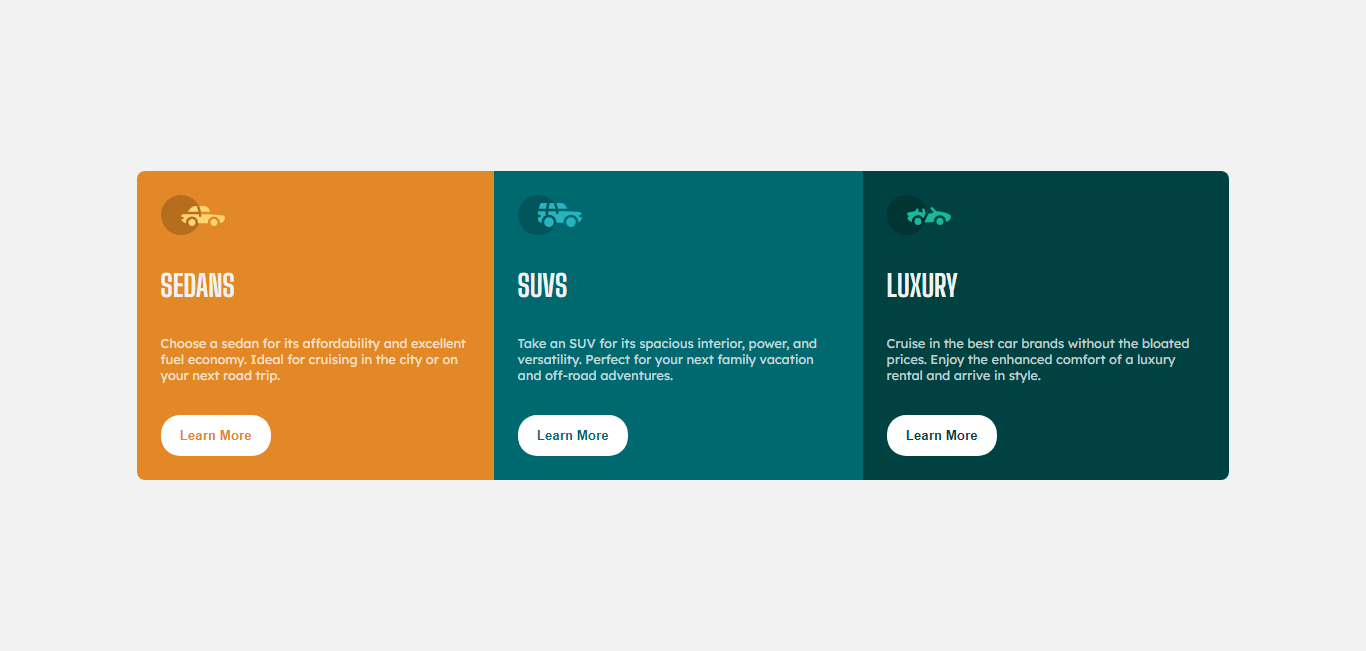 SEDANS
Choose a sedan for its affordability and excellent
fuel economy. Ideal for cruising in the city or on
your next road trip.
Learn More
SUVS
Take an SUV for its spacious interior, power, and
versatility. Perfect for your next family vacation
and off-road adventures.
Learn More
LUXURY
Cruise in the best car brands without the bloated
prices. Enjoy the enhanced comfort of a luxury
rental and arrive in style.
Learn More